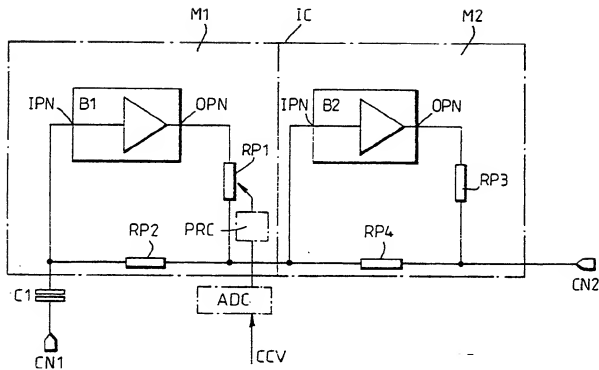 M1
IC
M2
IPN
B1
OPN
IPN
B2
OPN
RP1
RP3
RP2
PRC
RP4
C1
ADC
CN2
CN1
CCV